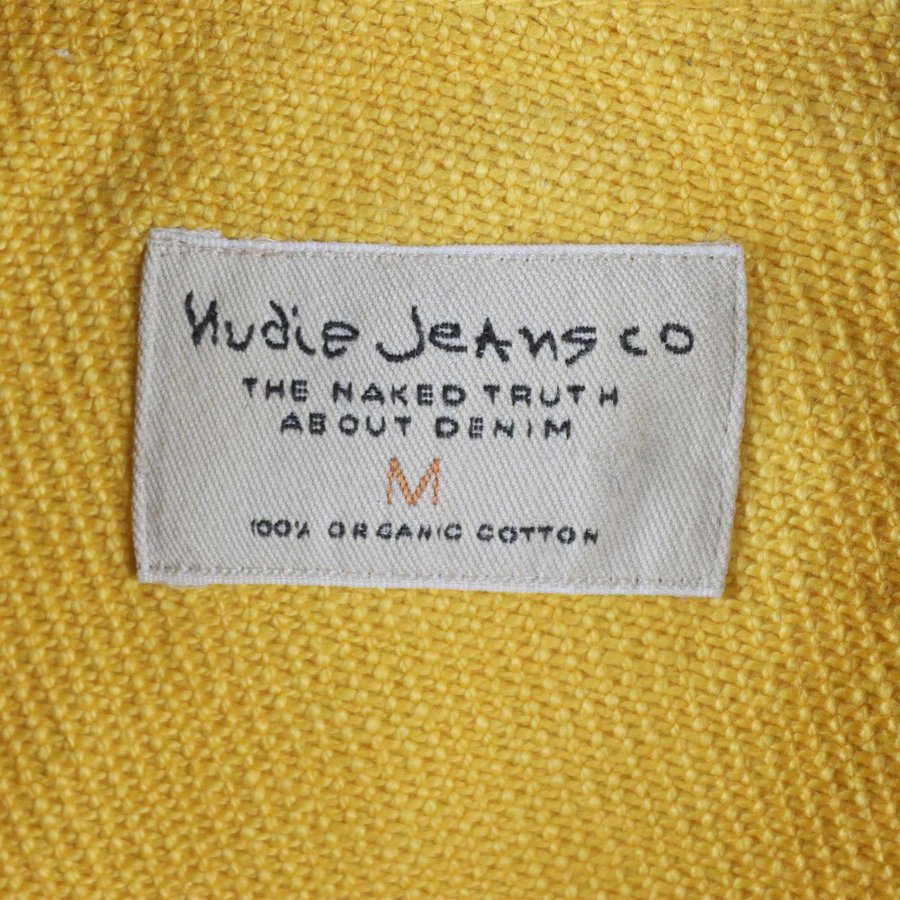 Nudie Jeans co
THE NAKED TRUTH
ABOUT DENIM
M
100% ORGANIC COTTON